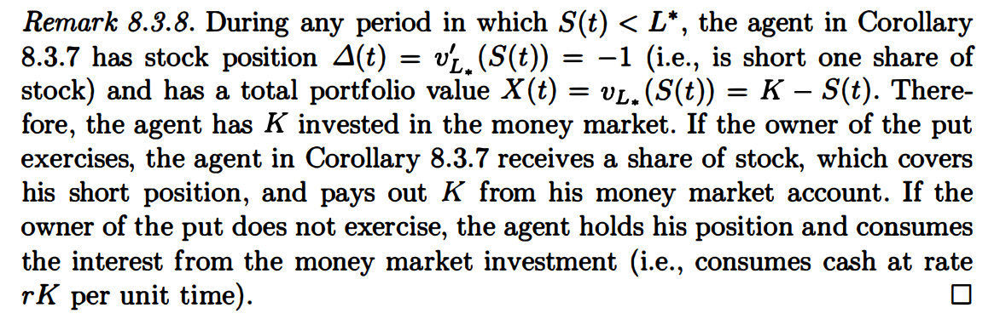 Remark 8.3.8. During any period in which S(t) < L*, the agent in Corollary
8.3.7 has stock position Δ(t) = v′_{L_*}(S(t)) = −1 (i.e., is short one share of
stock) and has a total portfolio value X(t) = v_{L_*}(S(t)) = K − S(t). There-
fore, the agent has K invested in the money market. If the owner of the put
exercises, the agent in Corollary 8.3.7 receives a share of stock, which covers
his short position, and pays out K from his money market account. If the
owner of the put does not exercise, the agent holds his position and consumes
the interest from the money market investment (i.e., consumes cash at rate
rK per unit time). □